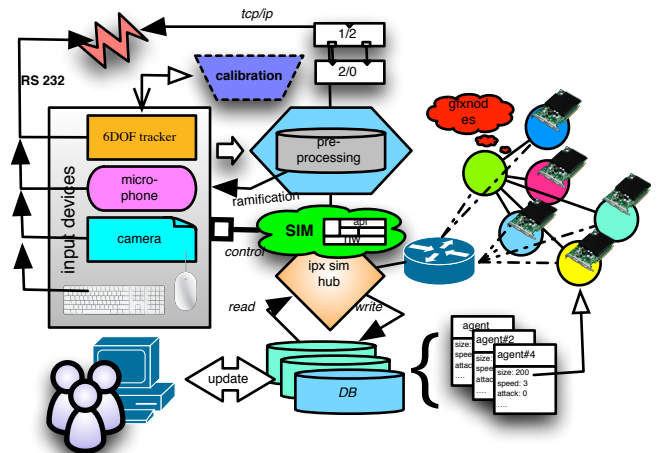 tcp/ip
1/2
2/0
RS 232
calibration
gfxnod
es
input devices
6DOF tracker
pre-
processing
micro-
phone
ramification
camera
SIM
api
hw
control
ipx sim
hub
read
write
update
DB
agent
size:
speed
attack
....
agent#2
size:
speed
attack
....
agent#4
size: 200
speed: 3
attack: 0
....